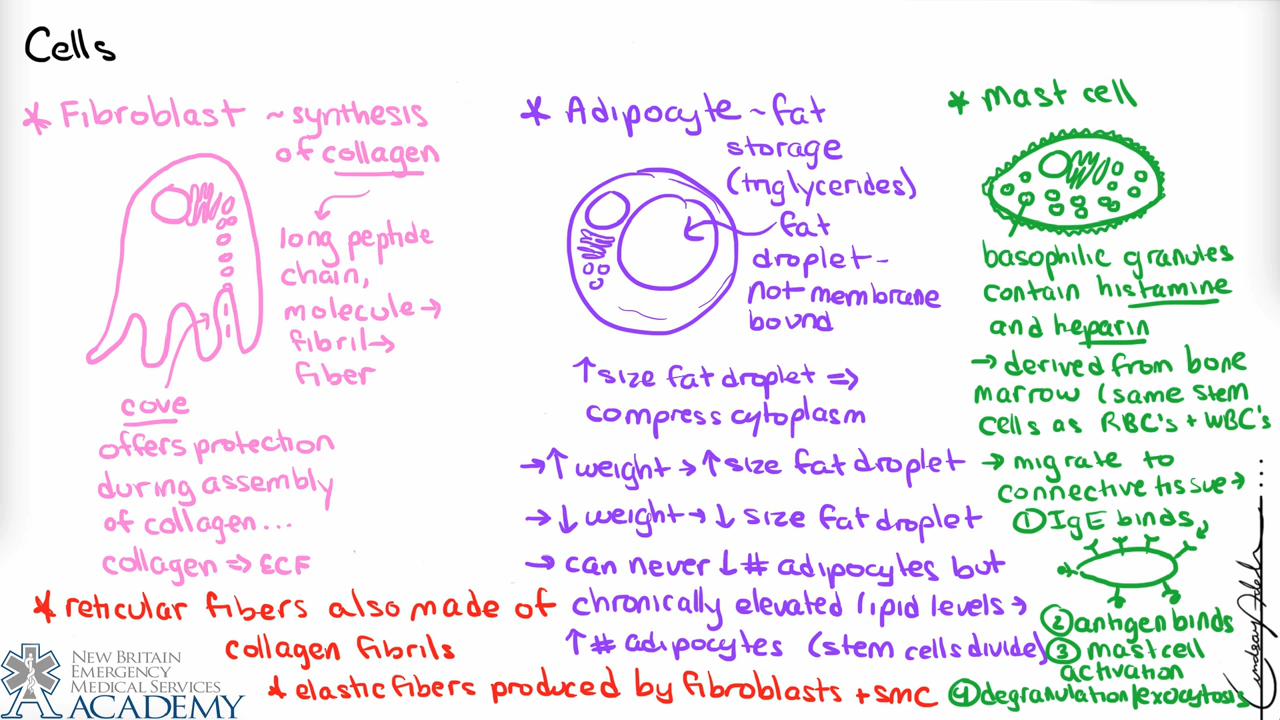 Cells
* Fibroblast ~ synthesis
of collagen
long peptide
chain,
molecule →
fibril →
fiber
cove
offers protection
during assembly
of collagen...
collagen ⇒ ECF
* Adipocyte ~ fat
storage
(triglycerides)
fat
droplet -
not membrane
bound
↑ size fat droplet ⇒
compress cytoplasm
→ ↑ weight → ↑ size fat droplet
→ ↓ weight → ↓ size fat droplet
→ can never ↓ # adipocytes but
chronically elevated lipid levels →
↑ # adipocytes (stem cells divide)
* mast cell
basophilic granules
contain histamine
and heparin
→ derived from bone
marrow (same stem
cells as RBC's + WBC's
→ migrate to
connective tissue →
① IgE binds
② antigen binds
③ mast cell
activation
④ degranulation/exocytosis
...
* reticular fibers also made of
collagen fibrils
* elastic fibers produced by fibroblasts + smc
NEW BRITAIN
EMERGENCY
MEDICAL SERVICES
ACADEMY